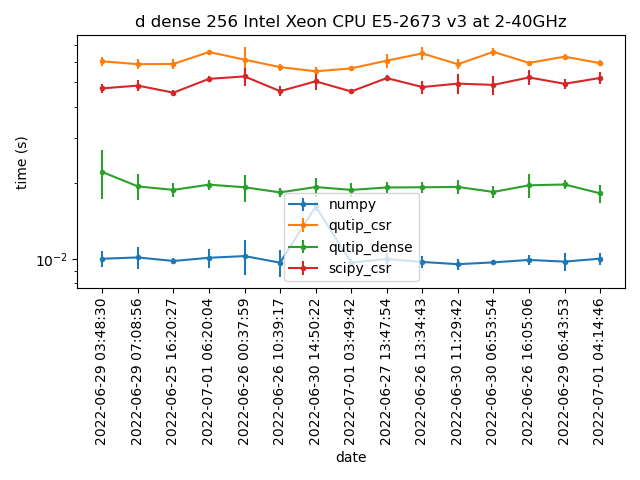 d dense 256 Intel Xeon CPU E5-2673 v3 at 2-40GHz
time (s)
10⁻²
numpy
qutip_csr
qutip_dense
scipy_csr
2022-06-29 03:48:30
2022-06-29 07:08:56
2022-06-25 16:20:27
2022-07-01 06:20:04
2022-06-26 00:37:59
2022-06-26 10:39:17
2022-06-30 14:50:22
2022-07-01 03:49:42
2022-06-27 13:47:54
2022-06-26 13:34:43
2022-06-30 11:29:42
2022-06-30 06:53:54
2022-06-26 16:05:06
2022-06-29 06:43:53
2022-07-01 04:14:46
date